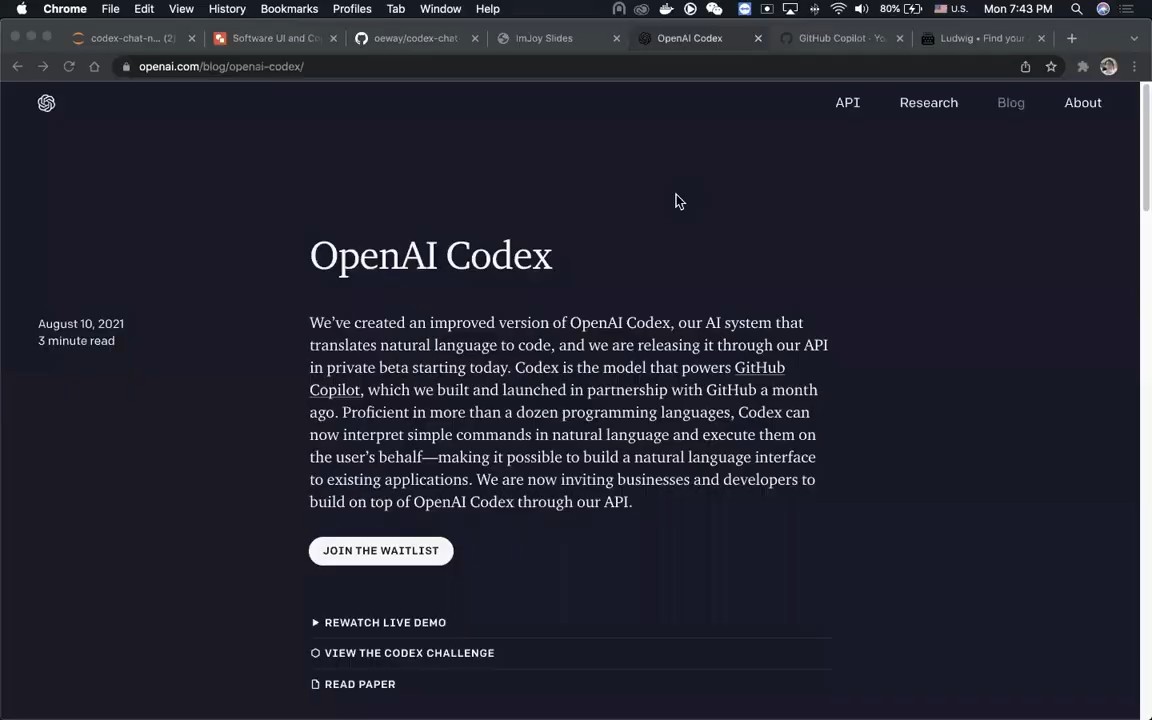 Chrome File Edit View History Bookmarks Profiles Tab Window Help 80% U.S. Mon 7:43 PM
codex-chat-n... (2) Software UI and Co oeway/codex-chat ImJoy Slides OpenAI Codex GitHub Copilot · Yo Ludwig • Find your
openai.com/blog/openai-codex/
API Research Blog About
OpenAI Codex
August 10, 2021
3 minute read
We’ve created an improved version of OpenAI Codex, our AI system that
translates natural language to code, and we are releasing it through our API
in private beta starting today. Codex is the model that powers GitHub
Copilot, which we built and launched in partnership with GitHub a month
ago. Proficient in more than a dozen programming languages, Codex can
now interpret simple commands in natural language and execute them on
the user’s behalf—making it possible to build a natural language interface
to existing applications. We are now inviting businesses and developers to
build on top of OpenAI Codex through our API.
JOIN THE WAITLIST
REWATCH LIVE DEMO
VIEW THE CODEX CHALLENGE
READ PAPER